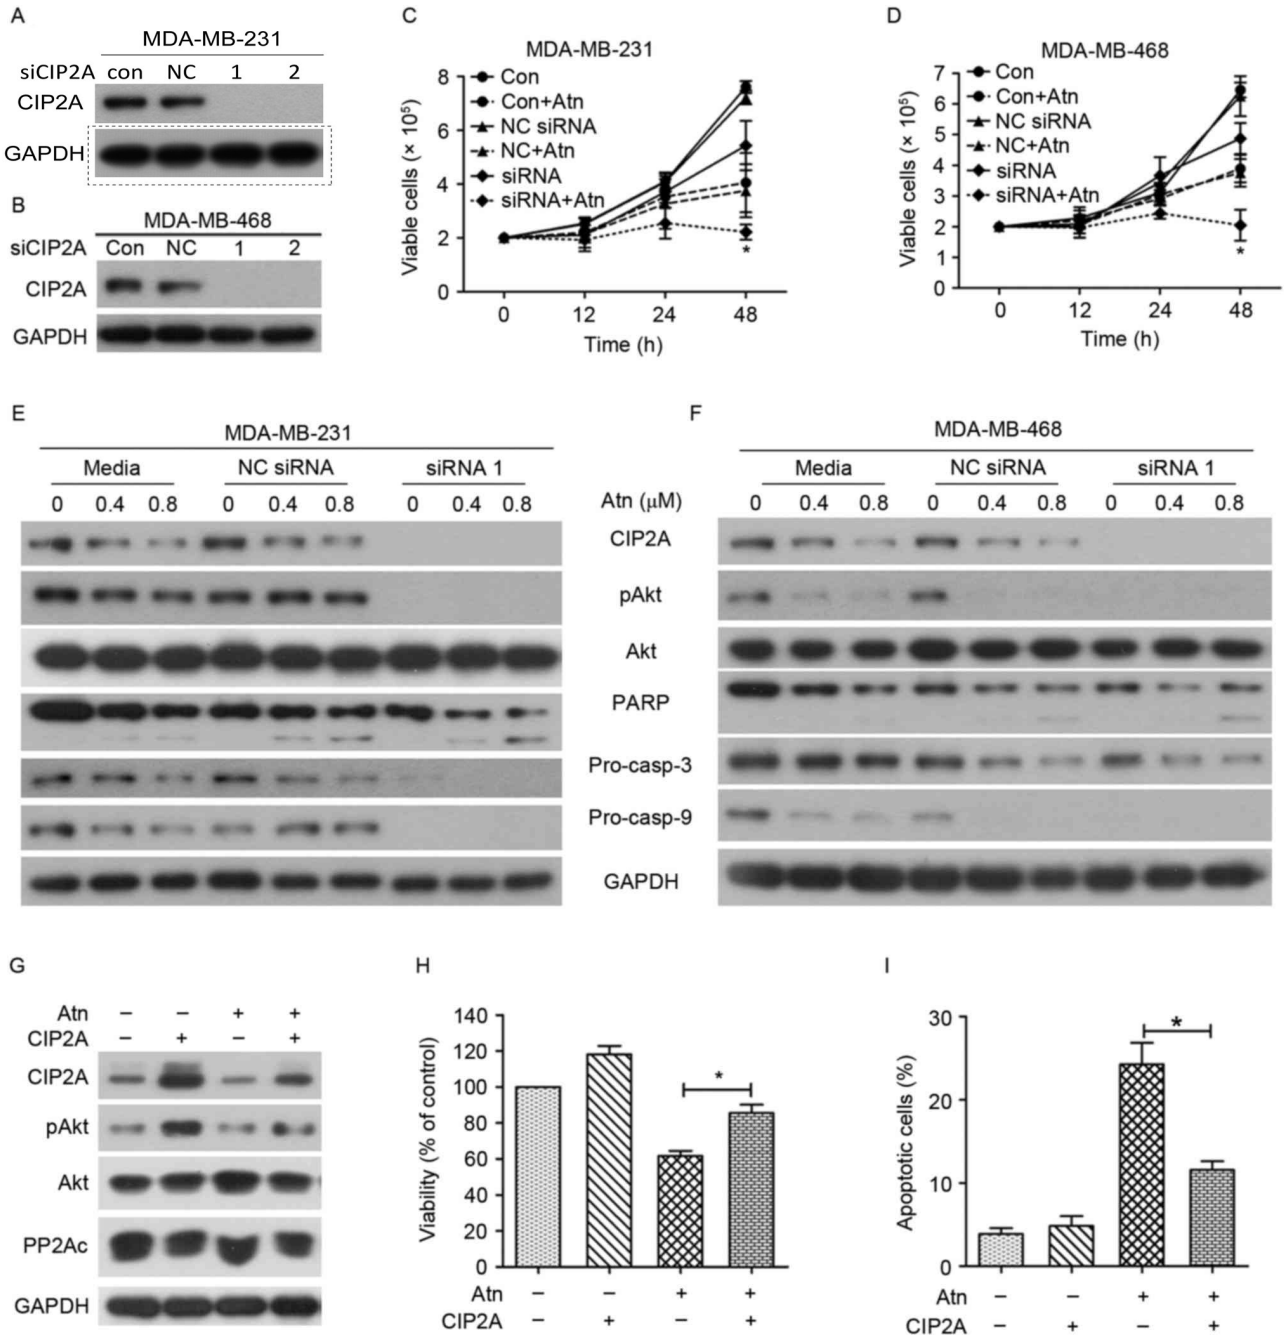 A
MDA-MB-231
siCIP2A con NC 1 2
CIP2A
GAPDH
B
MDA-MB-468
siCIP2A Con NC 1 2
CIP2A
GAPDH
C
MDA-MB-231
Con
Con+Atn
NC siRNA
NC+Atn
siRNA
siRNA+Atn
Viable cells (× 10⁵)
8
6
4
2
0
*
0 12 24 48
Time (h)
D
MDA-MB-468
Con
Con+Atn
NC siRNA
NC+Atn
siRNA
siRNA+Atn
Viable cells (× 10⁵)
7
6
5
4
3
2
1
0
*
0 12 24 48
Time (h)
E
MDA-MB-231
Media NC siRNA siRNA 1
0 0.4 0.8 0 0.4 0.8 0 0.4 0.8
Atn (µM)
CIP2A
pAkt
Akt
PARP
Pro-casp-3
Pro-casp-9
GAPDH
F
MDA-MB-468
Media NC siRNA siRNA 1
0 0.4 0.8 0 0.4 0.8 0 0.4 0.8
G
Atn − − + +
CIP2A − + − +
CIP2A
pAkt
Akt
PP2Ac
GAPDH
H
Viability (% of control)
140
120
100
80
60
40
20
0
*
Atn − − + +
CIP2A − + − +
I
Apoptotic cells (%)
30
20
10
0
*
Atn − − + +
CIP2A − + − +